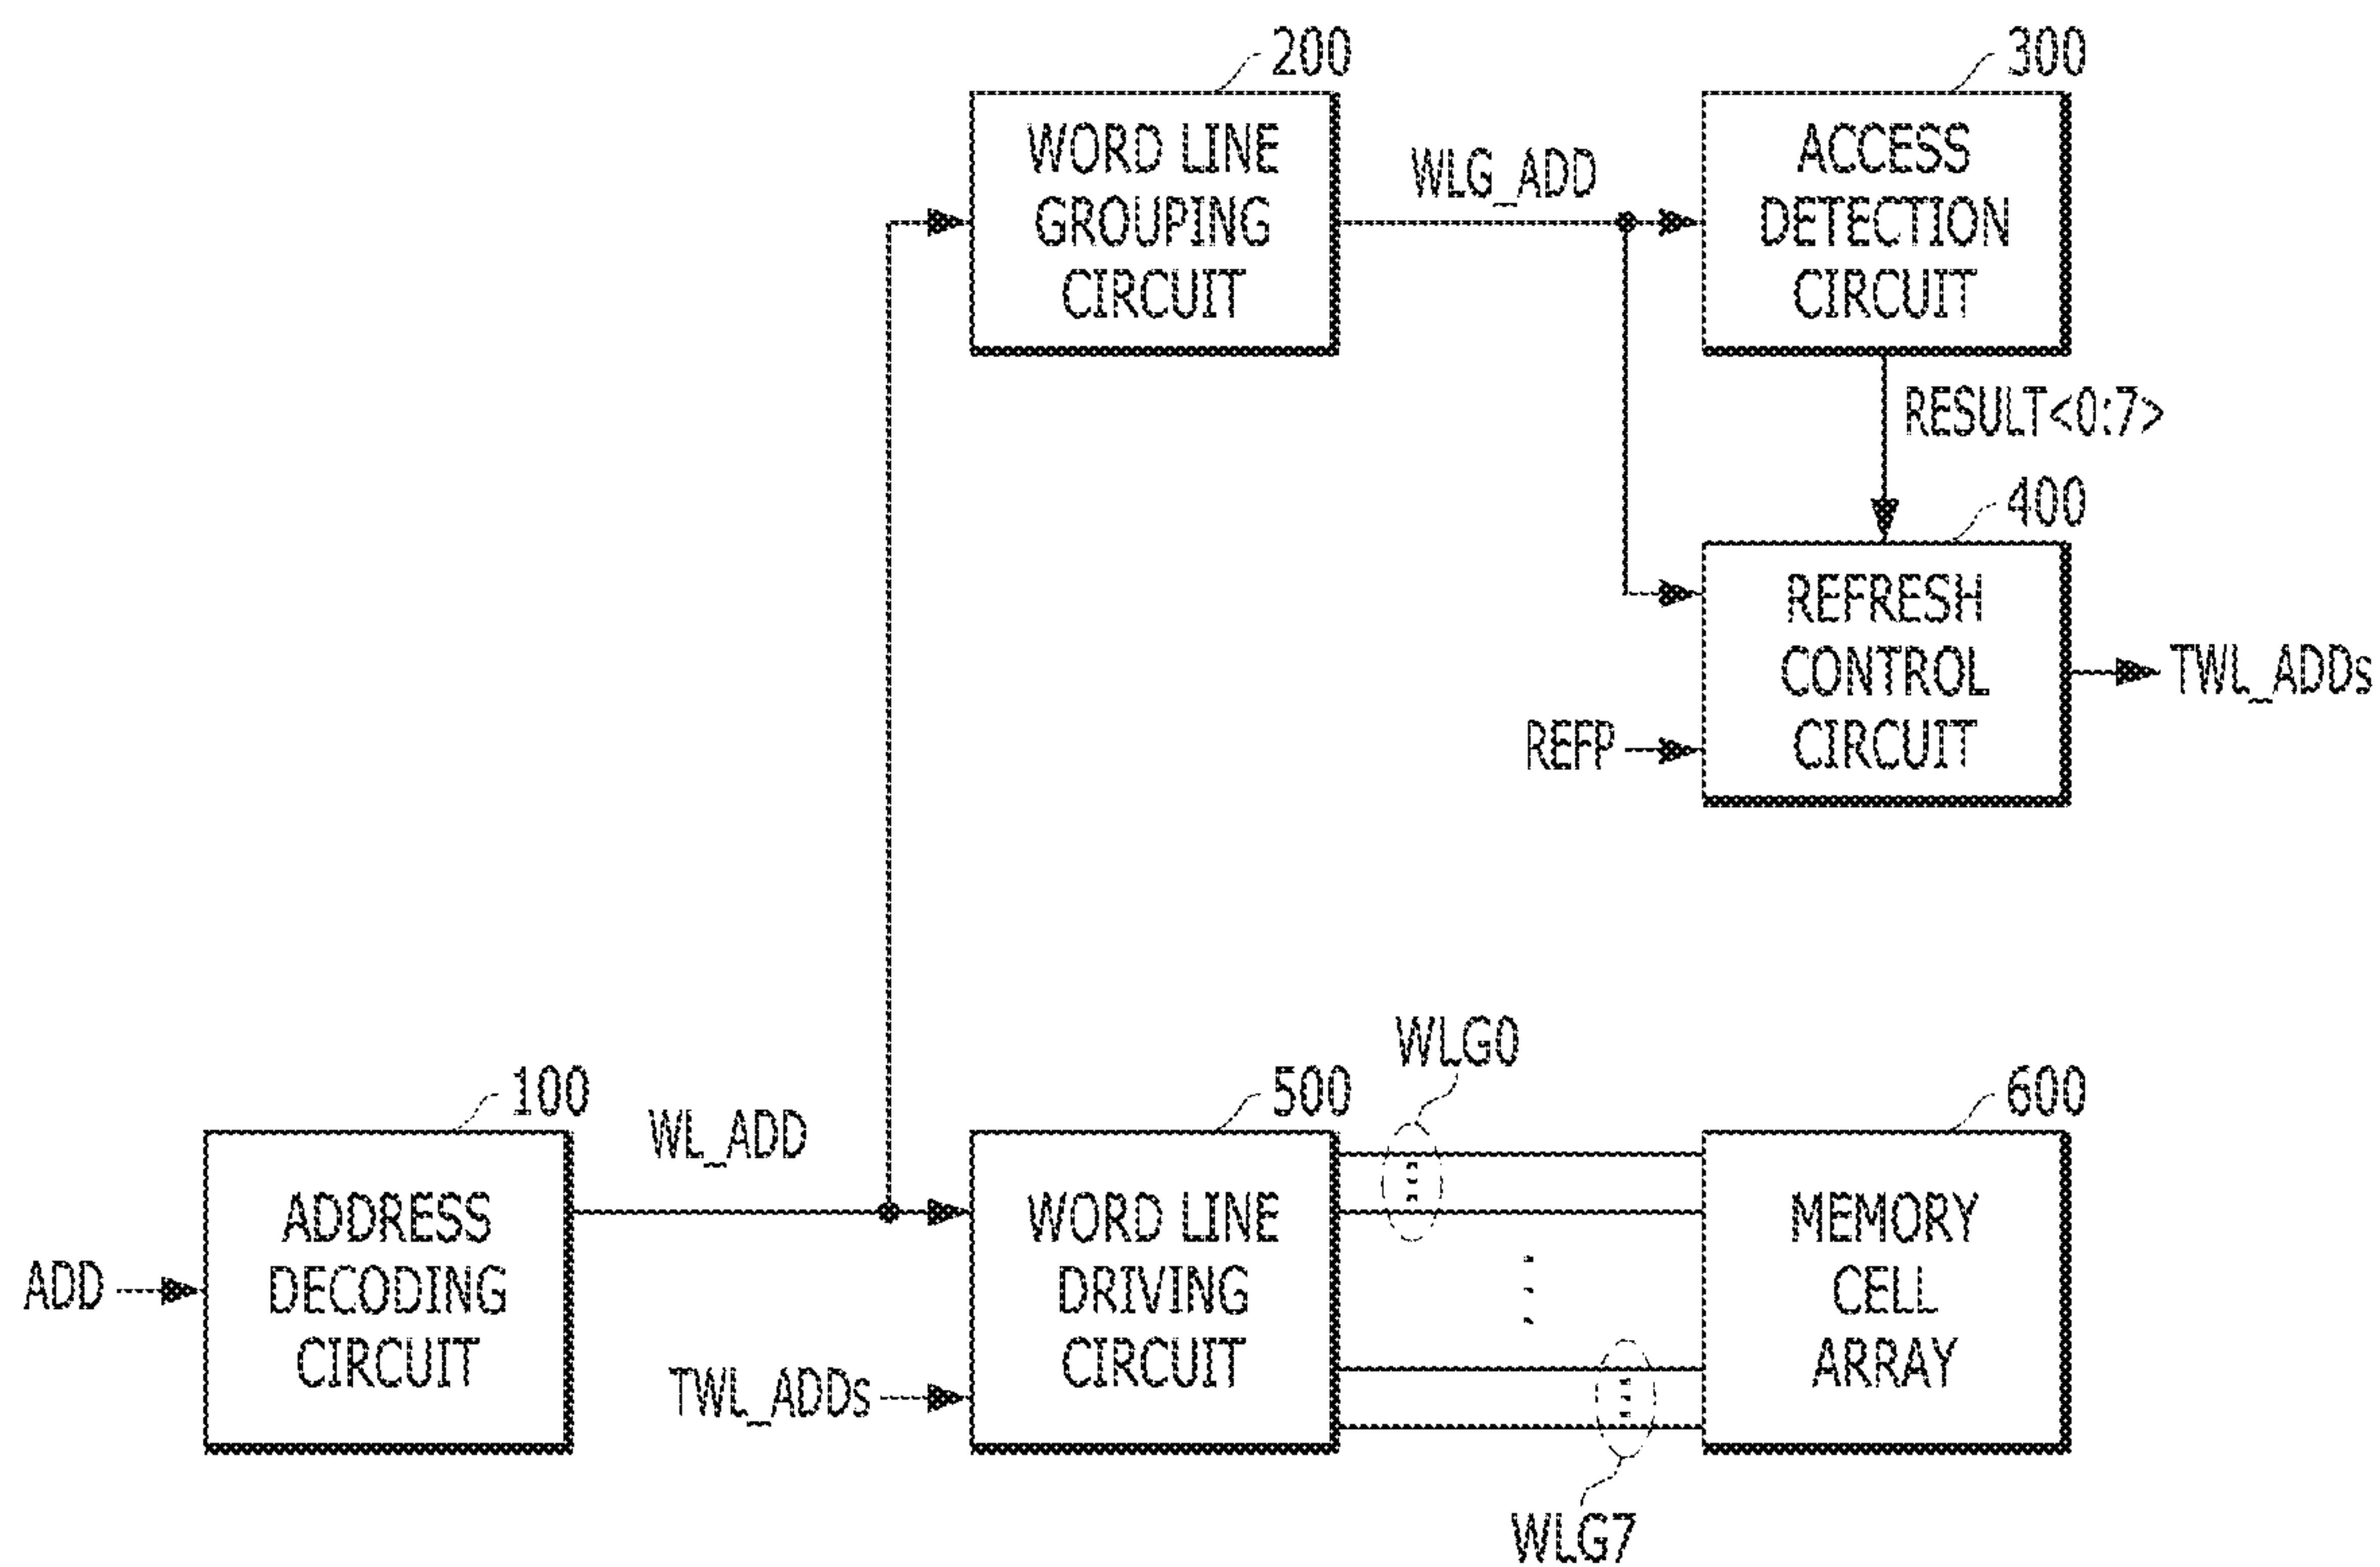 200
WORD LINE
GROUPING
CIRCUIT
WLG_ADD
300
ACCESS
DETECTION
CIRCUIT
RESULT<0:7>
400
REFRESH
CONTROL
CIRCUIT
REFP
TWL_ADDs
ADD
100
ADDRESS
DECODING
CIRCUIT
WL_ADD
TWL_ADDs
500
WORD LINE
DRIVING
CIRCUIT
WLG0
WLG7
600
MEMORY
CELL
ARRAY